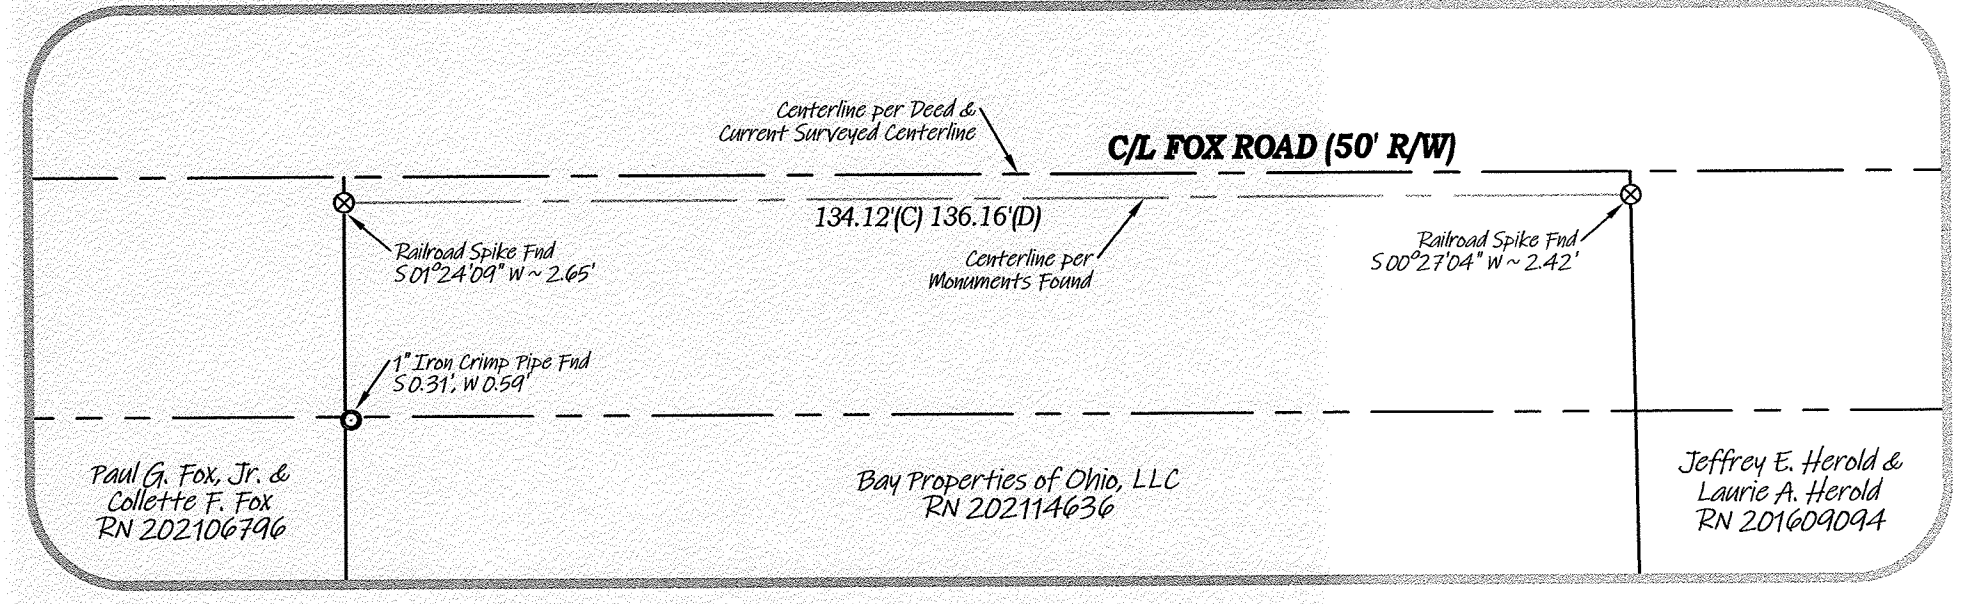 Centerline per Deed &
Current Surveyed Centerline
C/L FOX ROAD (50' R/W)
134.12'(C) 136.16'(D)
Railroad Spike Fnd
S 01°24'09" W ~ 2.65'
Centerline per
Monuments Found
Railroad Spike Fnd
S 00°27'04" W ~ 2.42'
1" Iron Crimp Pipe Fnd
S 0.31', W 0.59'
Paul G. Fox, Jr. &
Collette F. Fox
RN 202106796
Bay Properties of Ohio, LLC
RN 202114636
Jeffrey E. Herold &
Laurie A. Herold
RN 201609094